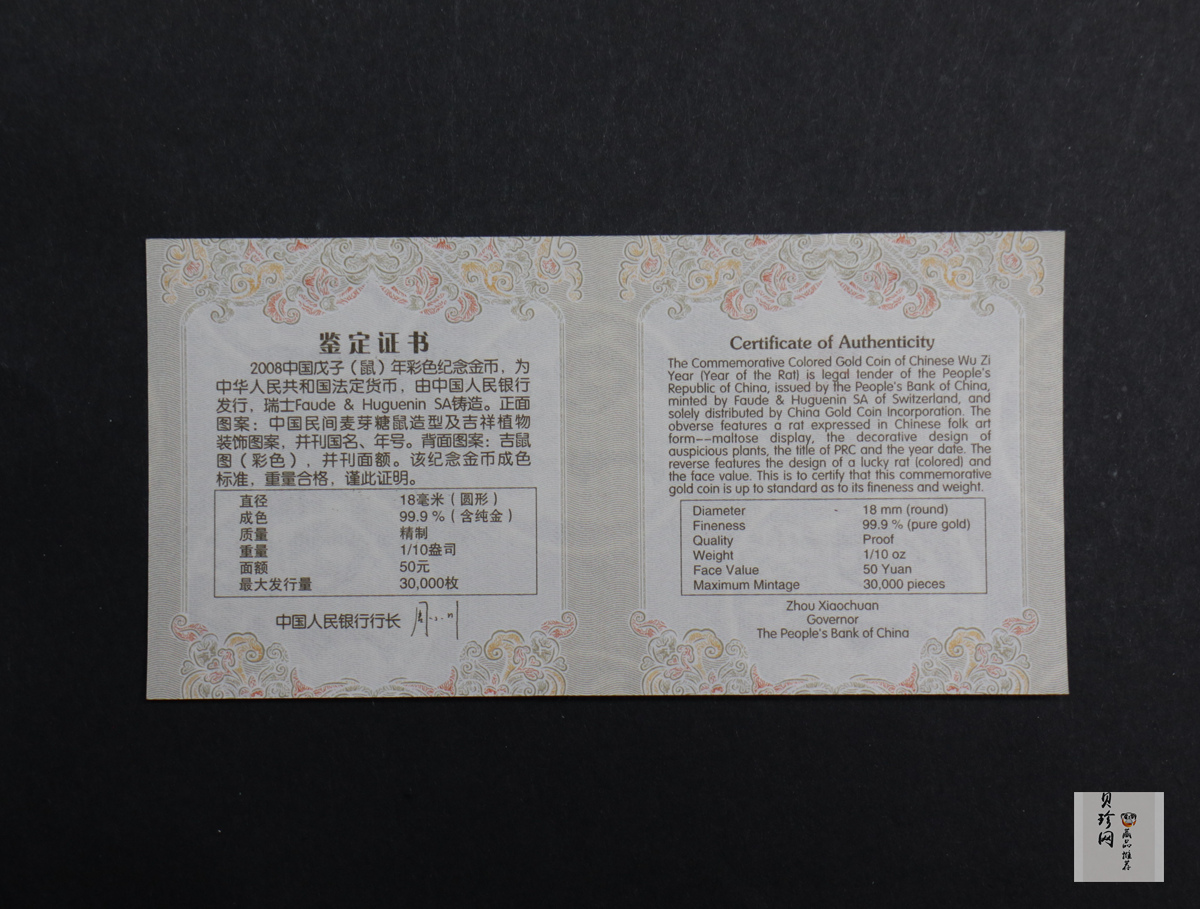 鉴定证书
2008中国戊子（鼠）年彩色纪念金币，为
中华人民共和国法定货币，由中国人民银行
发行，瑞士Faude & Huguenin SA铸造。正面
图案：中国民间麦芽糖鼠造型及吉祥植物
装饰图案，并刊国名、年号。背面图案：吉鼠
图（彩色），并刊面额。该纪念金币成色
标准，重量合格，谨此证明。
直径 18毫米（圆形）
成色 99.9％（含纯金）
质量 精制
重量 1/10盎司
面额 50元
最大发行量 30,000枚
中国人民银行行长
Certificate of Authenticity
The Commemorative Colored Gold Coin of Chinese Wu Zi
Year (Year of the Rat) is legal tender of the People's
Republic of China, issued by the People's Bank of China,
minted by Faude & Huguenin SA of Switzerland, and
solely distributed by China Gold Coin Incorporation. The
obverse features a rat expressed in Chinese folk art
form--maltose display, the decorative design of
auspicious plants, the title of PRC and the year date. The
reverse features the design of a lucky rat (colored) and
the face value. This is to certify that this commemorative
gold coin is up to standard as to its fineness and weight.
Diameter 18 mm (round)
Fineness 99.9 % (pure gold)
Quality Proof
Weight 1/10 oz
Face Value 50 Yuan
Maximum Mintage 30,000 pieces
Zhou Xiaochuan
Governor
The People's Bank of China
贝珍网
藏品推荐